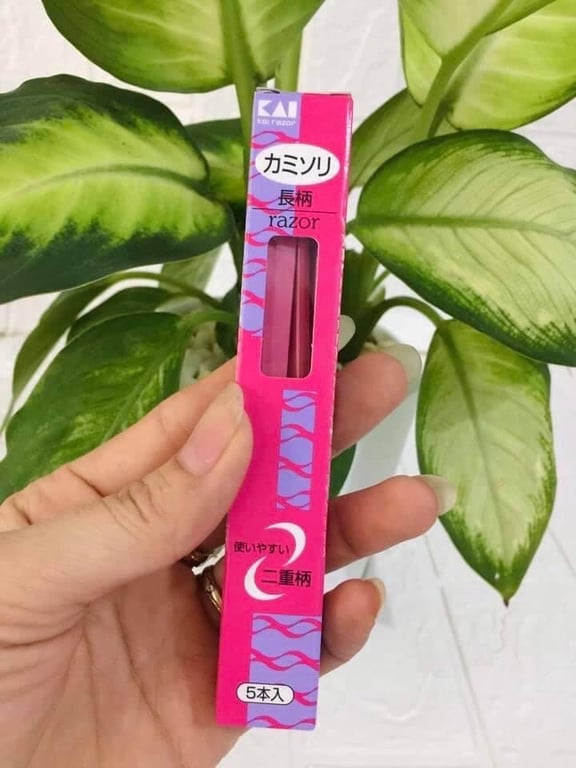 KAI
kai razor
カミソリ
長柄
razor
使いやすい
二重柄
5本入